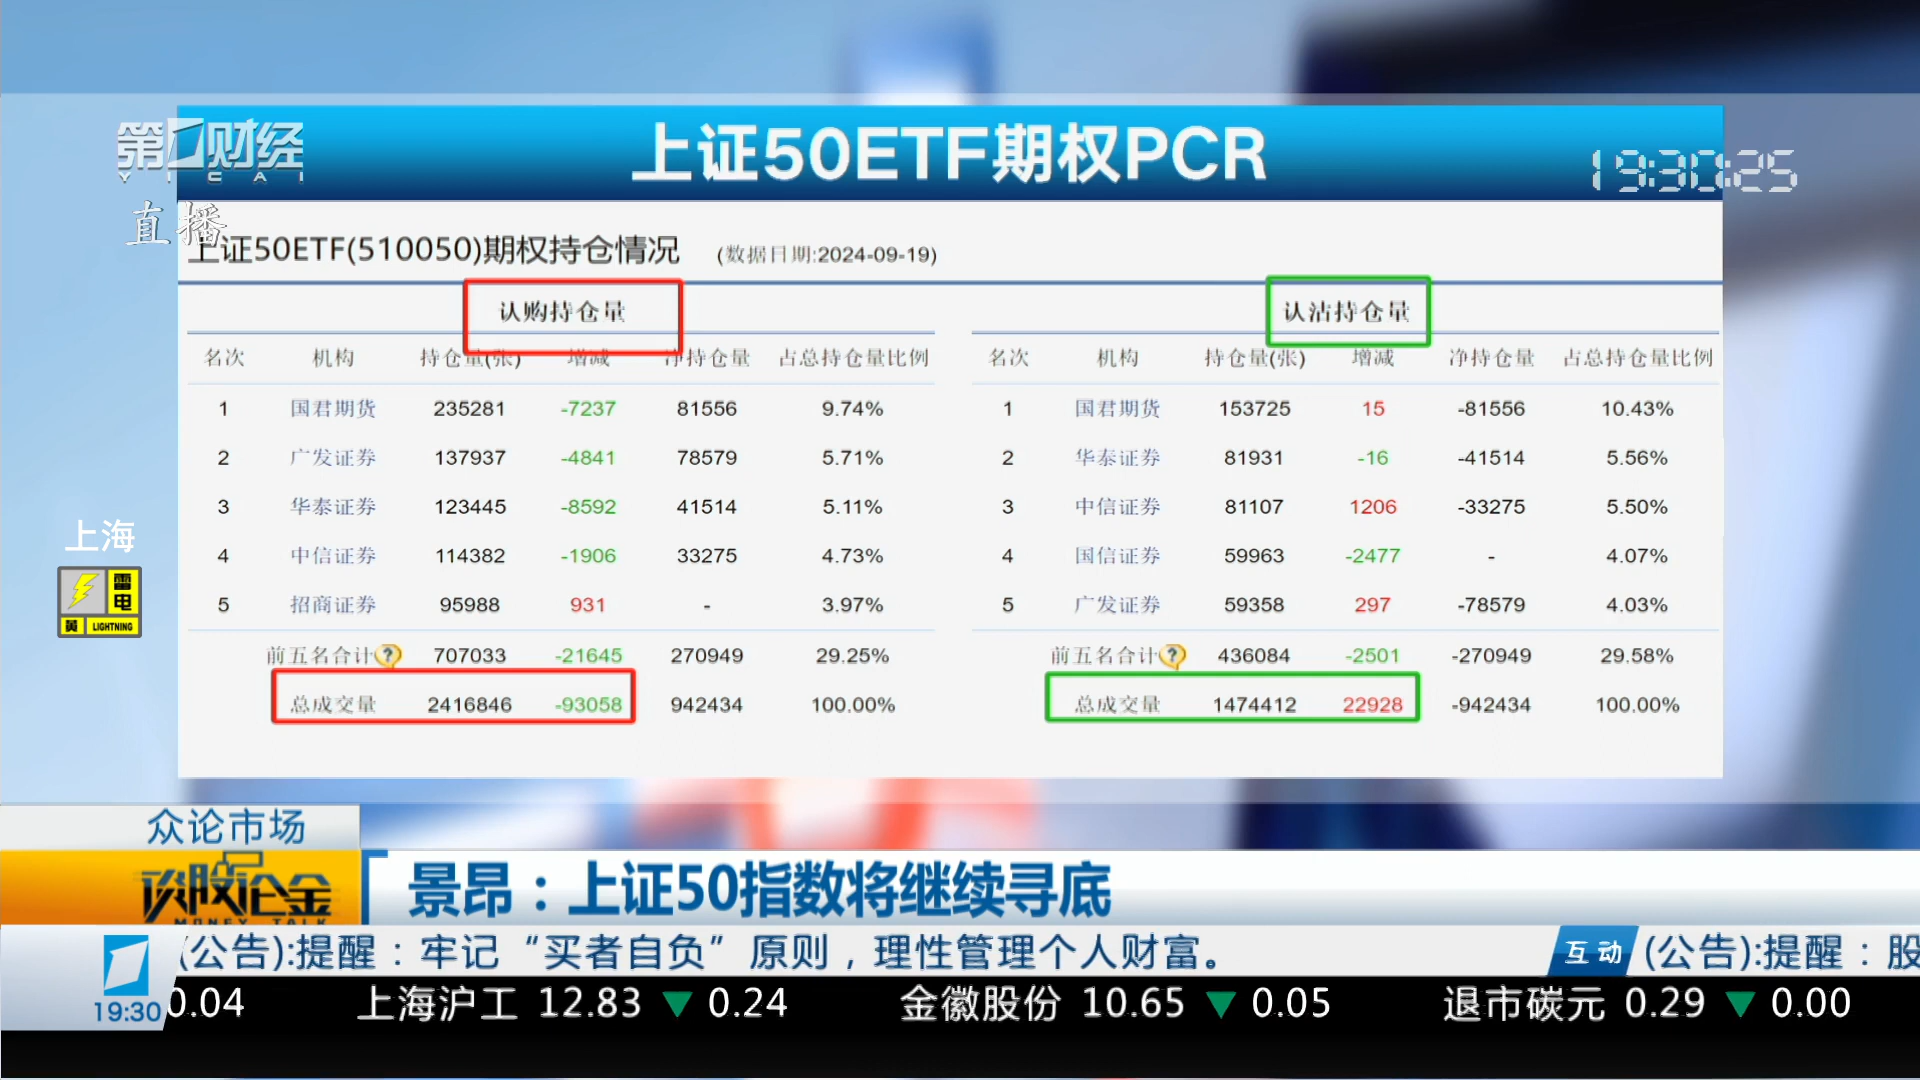 第一财经
YICAI
直播
上证50ETF期权PCR
19:30:25
上证50ETF(510050)期权持仓情况 (数据日期:2024-09-19)
认购持仓量 认沽持仓量
名次 机构 持仓量(张) 增减 净持仓量 占总持仓量比例 名次 机构 持仓量(张) 增减 净持仓量 占总持仓量比例
1 国君期货 235281 -7237 81556 9.74% 1 国君期货 153725 15 -81556 10.43%
2 广发证券 137937 -4841 78579 5.71% 2 华泰证券 81931 -16 -41514 5.56%
3 华泰证券 123445 -8592 41514 5.11% 3 中信证券 81107 1206 -33275 5.50%
4 中信证券 114382 -1906 33275 4.73% 4 国信证券 59963 -2477 - 4.07%
5 招商证券 95988 931 - 3.97% 5 广发证券 59358 297 -78579 4.03%
前五名合计? 707033 -21645 270949 29.25% 前五名合计? 436084 -2501 -270949 29.58%
总成交量 2416846 -93058 942434 100.00% 总成交量 1474412 22928 -942434 100.00%
上海
雷电
黄 LIGHTNING
众论市场
谈股论金
MONEY TALK
景昂：上证50指数将继续寻底
(公告):提醒：牢记“买者自负”原则，理性管理个人财富。 互动 (公告):提醒：股
19:30 0.04 上海沪工 12.83 ▼ 0.24 金徽股份 10.65 ▼ 0.05 退市碳元 0.29 ▼ 0.00